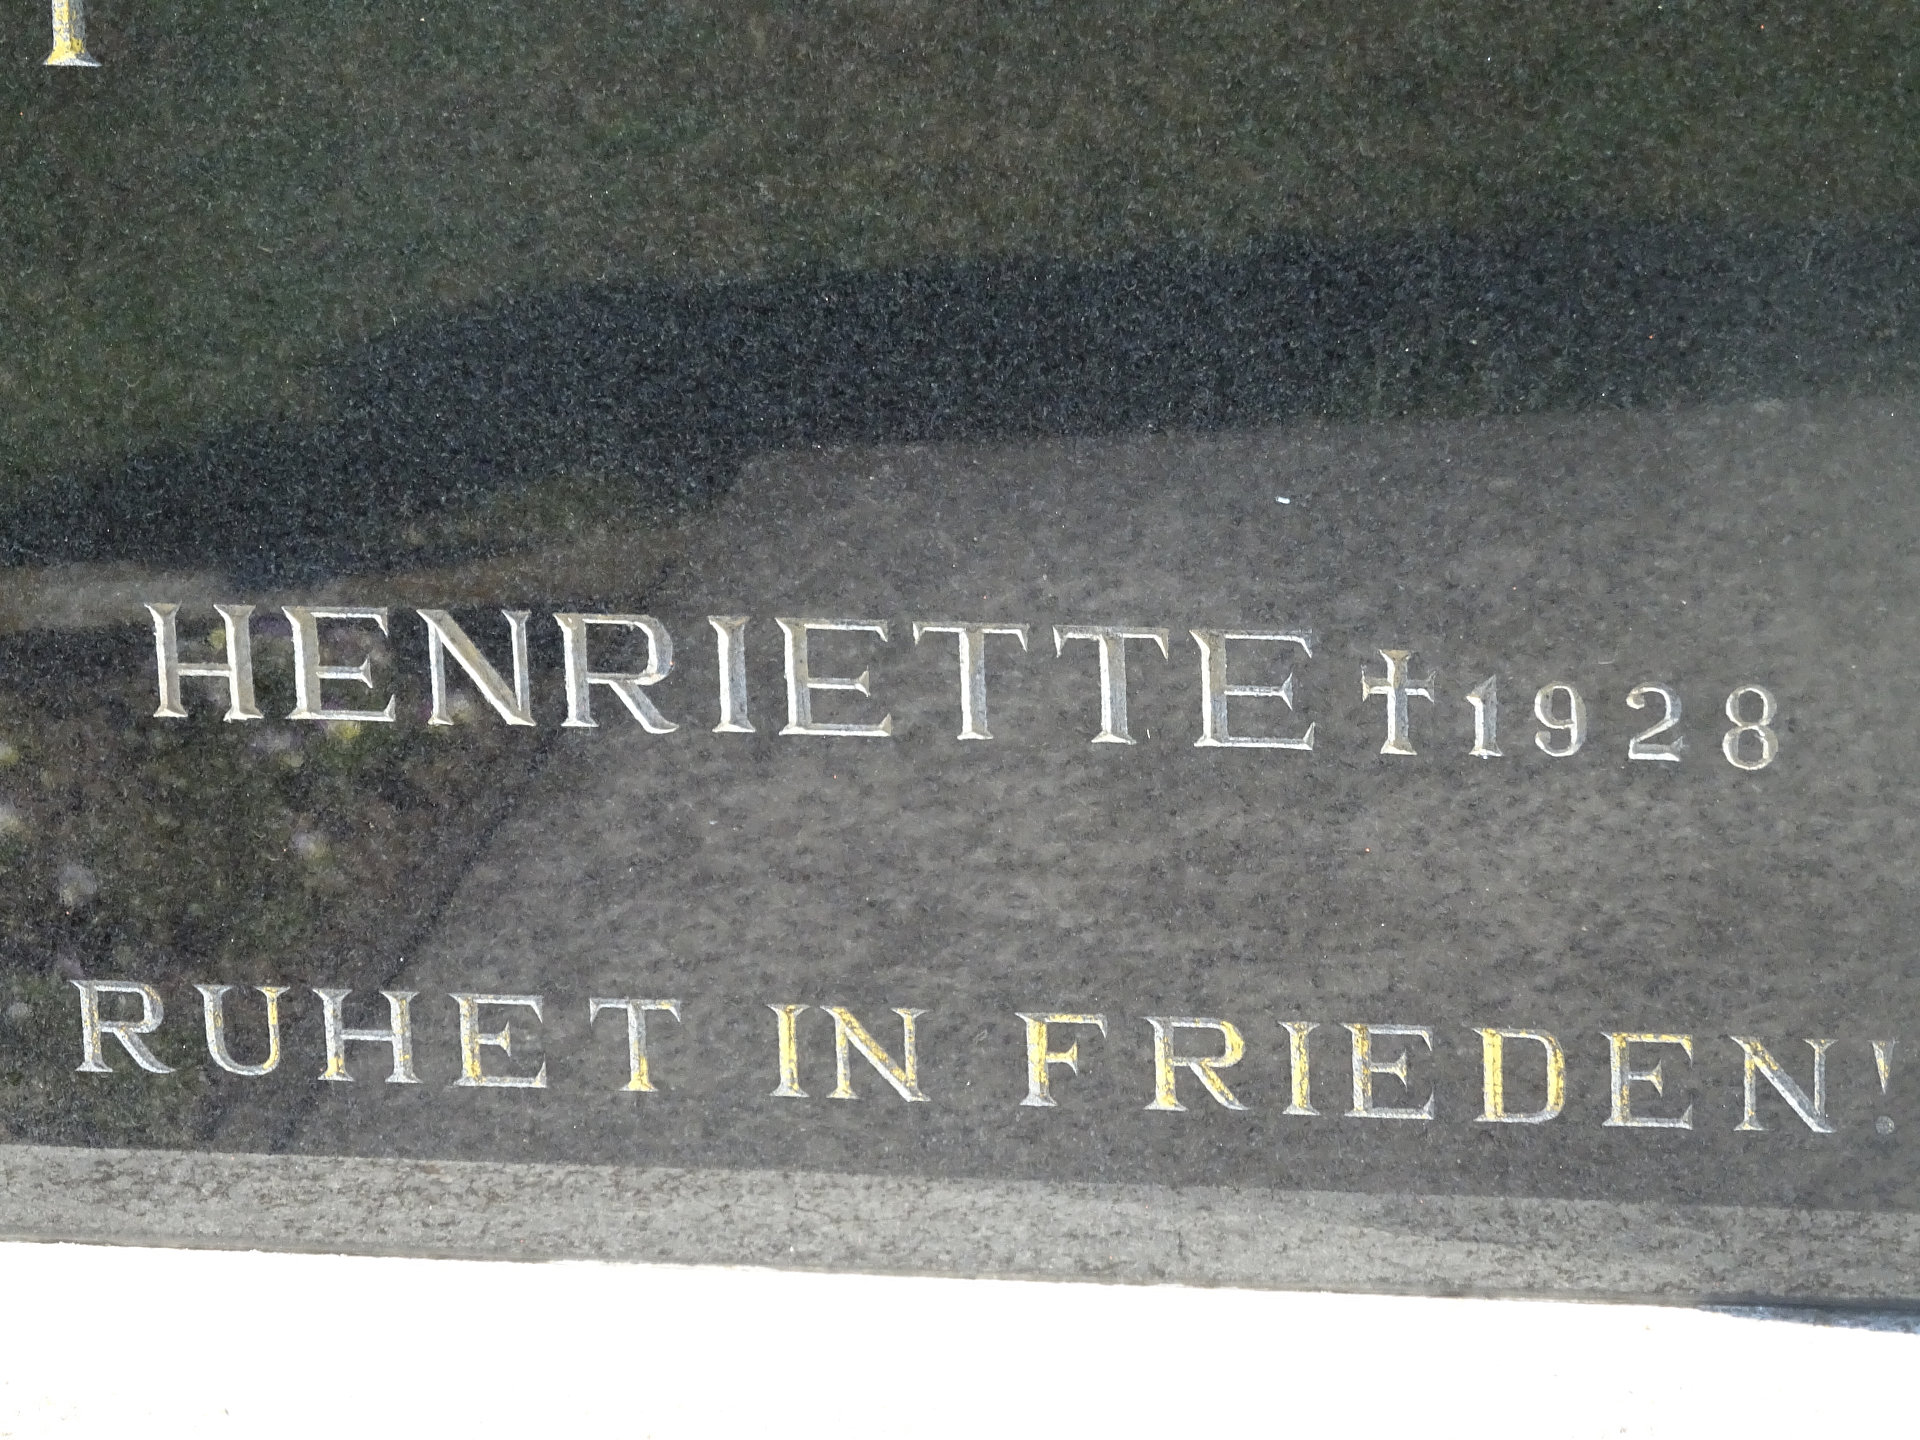 HENRIETTE ✝ 1928
RUHET IN FRIEDEN!